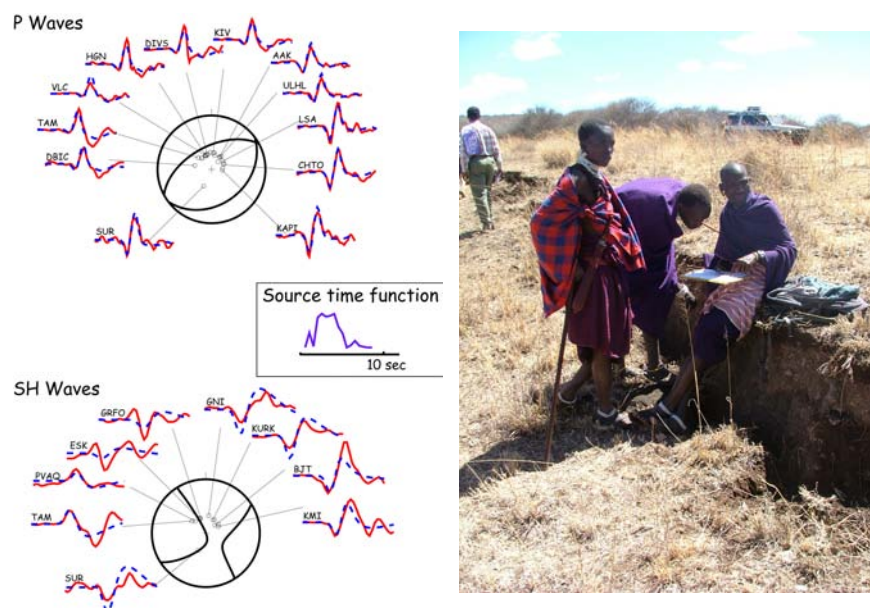 P Waves
KIV
DIVS
HGN
AAK
VLC
ULHL
TAM
LSA
DBIC
CHTO
SUR
KAPI
Source time function
10 sec
SH Waves
GRFO
GNI
KURK
ESK
PVAQ
BJT
TAM
KMI
SUR